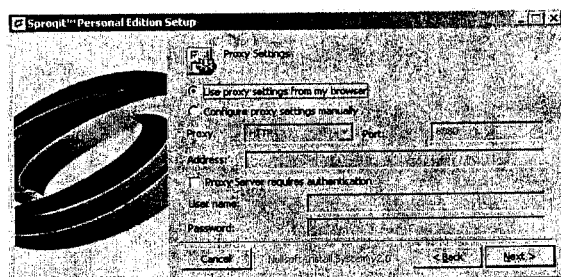 Sproqit™ Personal Edition Setup
Proxy Settings
Use proxy settings from my browser
Configure proxy settings manually
Proxy: HTTP Port: 8080
Address:
Proxy Server requires authentication
User name:
Password:
Cancel Nullsoft Install System v2.0 < Back Next >